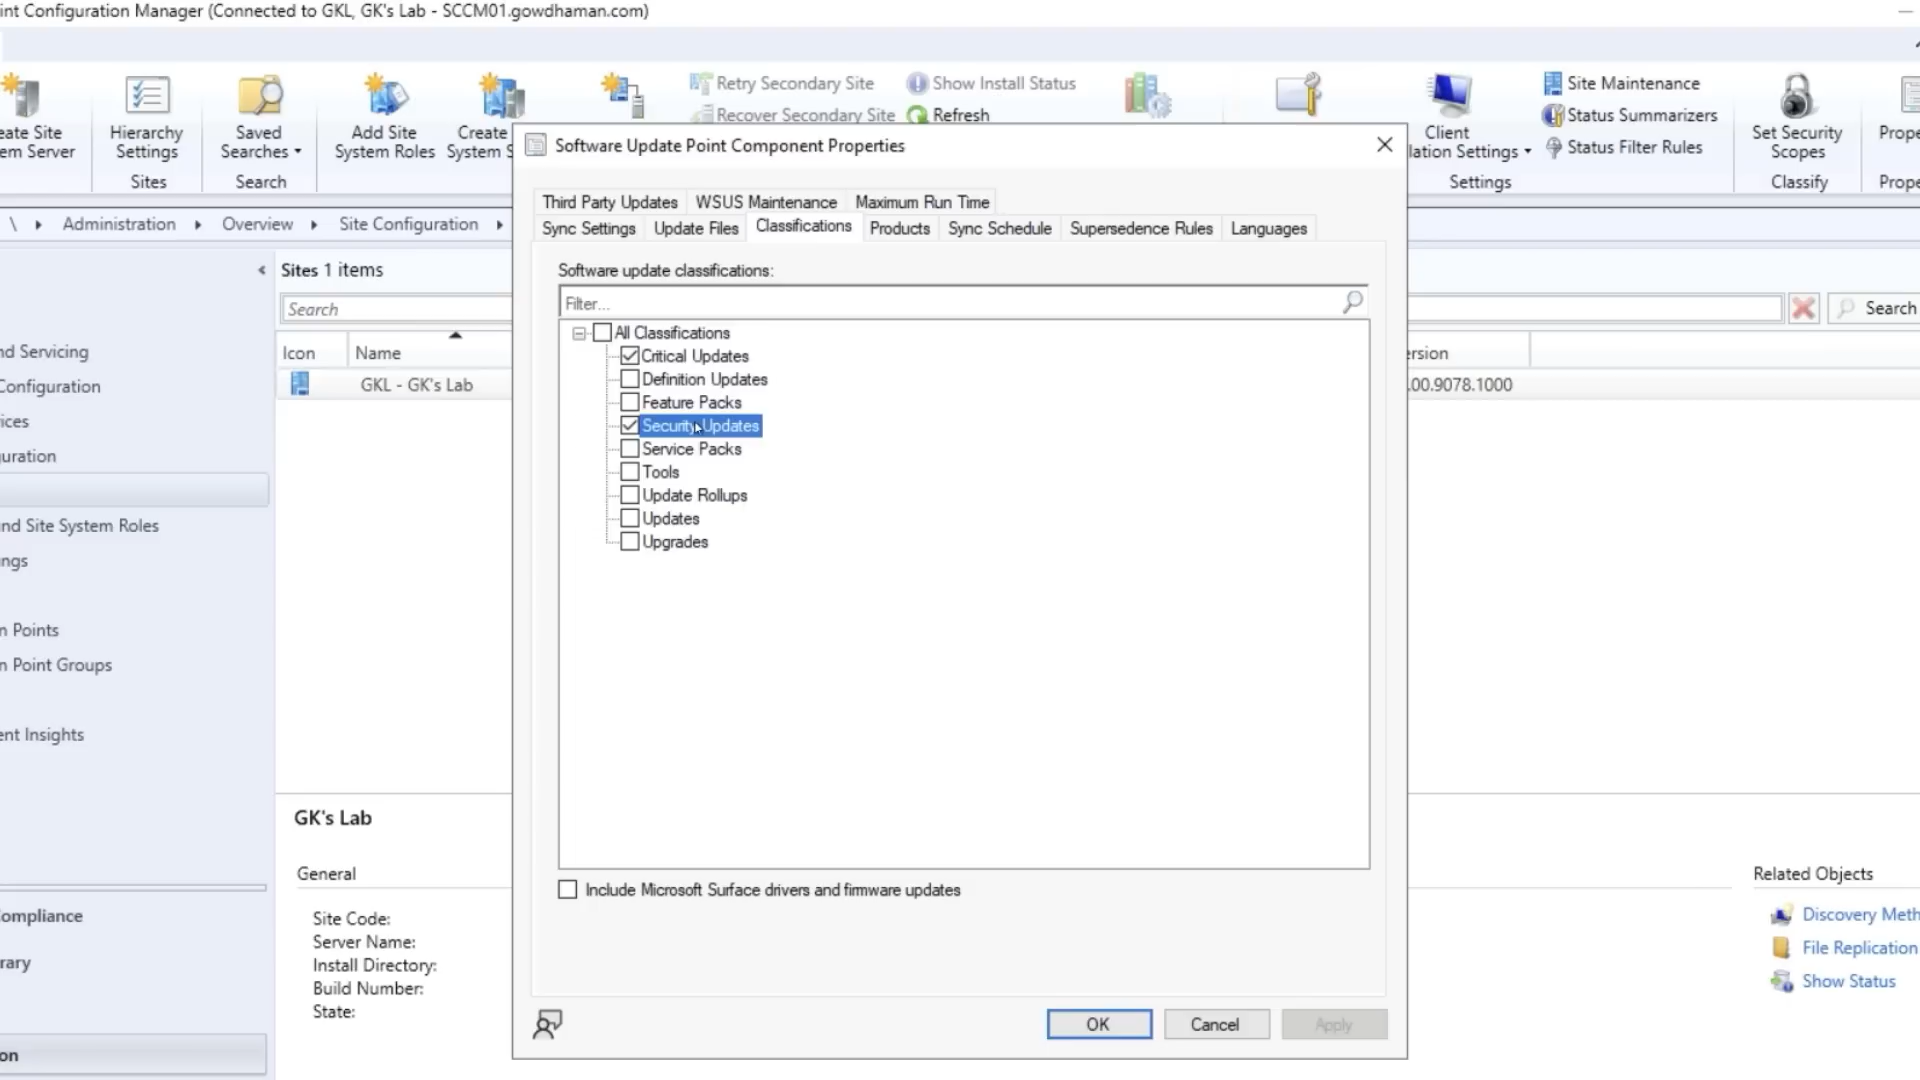 int Configuration Manager (Connected to GKL, GK's Lab - SCCM01.gowdhaman.com)
eate Site
em Server
Hierarchy
Settings
Sites
Saved
Searches
Search
Add Site
System Roles
Create
System S
Retry Secondary Site
Recover Secondary Site
Show Install Status
Refresh
Client
lation Settings
Site Maintenance
Status Summarizers
Status Filter Rules
Settings
Set Security
Scopes
Classify
Prope
Prope
\ Administration Overview Site Configuration
Sites 1 items
Search
Search
Icon Name
ersion
GKL - GK's Lab
.00.9078.1000
nd Servicing
Configuration
ices
guration
and Site System Roles
ngs
n Points
n Point Groups
ent Insights
Compliance
rary
on
Software Update Point Component Properties
Third Party Updates WSUS Maintenance Maximum Run Time
Sync Settings Update Files Classifications Products Sync Schedule Supersedence Rules Languages
Software update classifications:
Filter...
All Classifications
Critical Updates
Definition Updates
Feature Packs
Security Updates
Service Packs
Tools
Update Rollups
Updates
Upgrades
Include Microsoft Surface drivers and firmware updates
OK Cancel Apply
GK's Lab
General
Site Code:
Server Name:
Install Directory:
Build Number:
State:
Related Objects
Discovery Meth
File Replication
Show Status